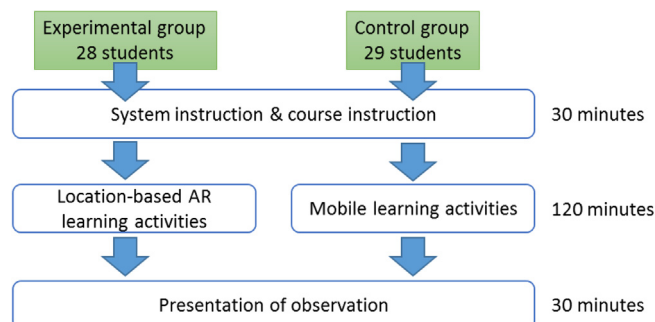 Experimental group
28 students
Control group
29 students
System instruction & course instruction
30 minutes
Location-based AR
learning activities
Mobile learning activities
120 minutes
Presentation of observation
30 minutes